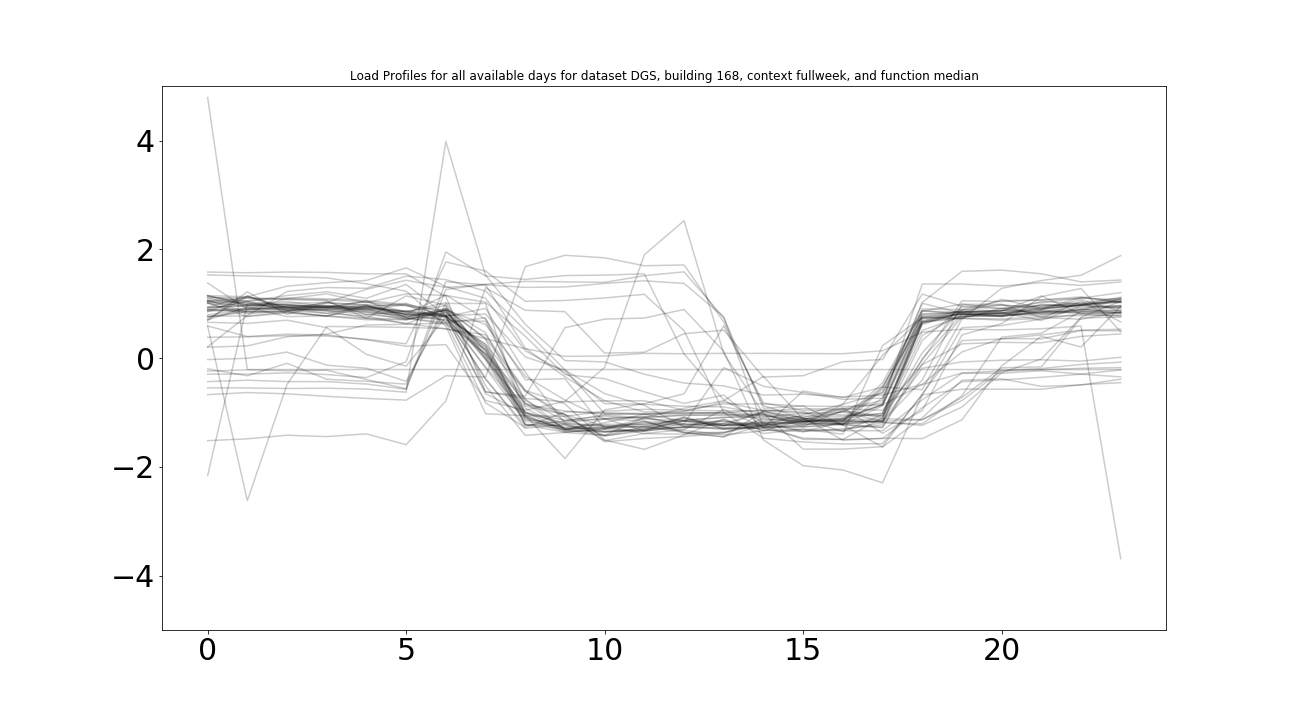 Load Profiles for all available days for dataset DGS, building 168, context fullweek, and function median
4
2
0
−2
−4
0 5 10 15 20